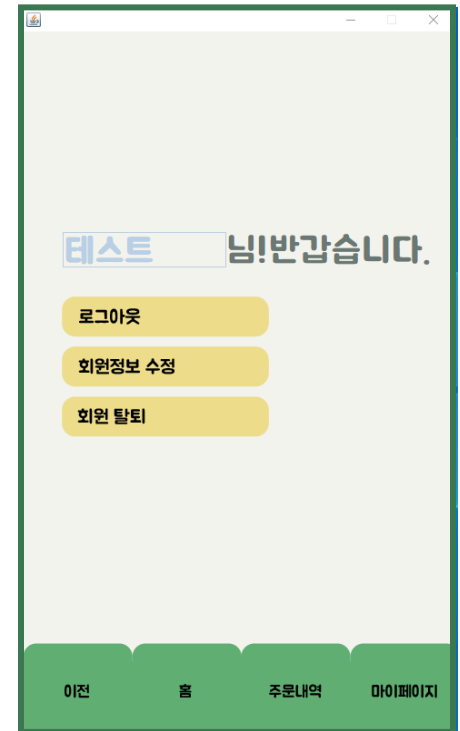 테스트 님!반갑습니다.
로그아웃
회원정보 수정
회원 탈퇴
이전 홈 주문내역 마이페이지